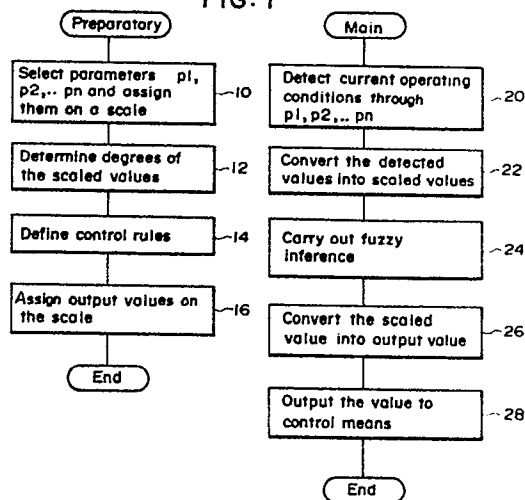 FIG. 1
Preparatory
Select parameters p1,
p2,.. pn and assign
them on a scale
10
Determine degrees of
the scaled values
12
Define control rules
14
Assign output values on
the scale
16
End
Main
Detect current operating
conditions through
p1, p2,.. pn
20
Convert the detected
values into scaled values
22
Carry out fuzzy
inference
24
Convert the scaled
value into output value
26
Output the value to
control means
28
End